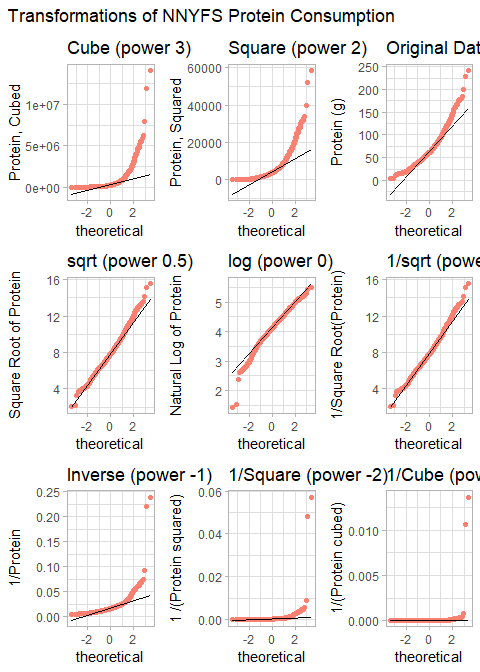 Transformations of NNYFS Protein Consumption
Cube (power 3)
Square (power 2)
Original Dat
Protein, Cubed
1e+07
5e+06
0e+00
-2 0 2
theoretical
Protein, Squared
60000
40000
20000
0
-2 0 2
theoretical
Protein (g)
250
200
150
100
50
0
-2 0 2
theoretical
sqrt (power 0.5)
log (power 0)
1/sqrt (powe
Square Root of Protein
16
12
8
4
-2 0 2
theoretical
Natural Log of Protein
5
4
3
2
-2 0 2
theoretical
1/Square Root(Protein)
16
12
8
4
-2 0 2
theoretical
Inverse (power -1)
1/Square (power -2)
1/Cube (pow
1/Protein
0.25
0.20
0.15
0.10
0.05
0.00
-2 0 2
theoretical
1 /(Protein squared)
0.06
0.04
0.02
0.00
-2 0 2
theoretical
1/(Protein cubed)
0.010
0.005
0.000
-2 0 2
theoretical